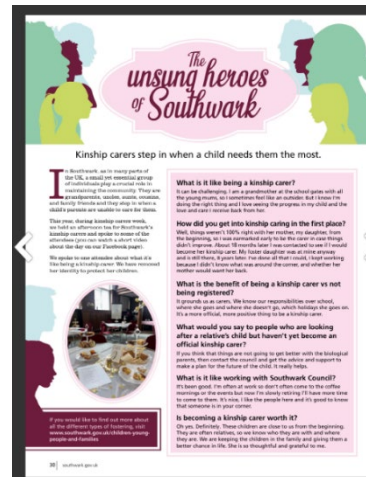 The
unsung heroes
of Southwark
Kinship carers step in when a child needs them the most.
In Southwark, as in many parts of
the UK, a small yet essential group
of individuals play a crucial role in
maintaining the community. They are
grandparents, uncles, aunts, cousins,
and family friends and they step in when a
child's parents are unable to care for them.
This year, during kinship carers week,
we held an afternoon tea for Southwark's
kinship carers and spoke to some of the
attendees (you can watch a short video
about the day on our Facebook page).
We spoke to one attendee about what it's
like being a kinship carer. We have removed
her identity to protect her children.
If you would like to find out more about
all the different types of fostering, visit
www.southwark.gov.uk/children-young-
people-and-families
What is it like being a kinship carer?
It can be challenging. I am a grandmother at the school gates with all
the young mums, so I sometimes feel like an outsider. But I know I'm
doing the right thing and I love seeing the progress in my child and the
love and care I receive back from her.
How did you get into kinship caring in the first place?
Well, things weren't 100% right with her mother, my daughter, from
the beginning, so I was earmarked early to be the carer in case things
didn't improve. About 18 months later I was contacted to see if I would
become her kinship carer. My foster daughter was at nine anyway
and is still there, 8 years later. I've done all that I could, I kept working
because I didn't know what was around the corner, and whether her
mother would want her back.
What is the benefit of being a kinship carer vs not
being registered?
It grounds us as carers. We know our responsibilities over school,
where she goes and where she doesn't go, which holidays she goes on.
It's a more official, more positive thing to be a kinship carer.
What would you say to people who are looking
after a relative's child but haven't yet become an
official kinship carer?
If you think that things are not going to get better with the biological
parents, then contact the council and get the advice and support to
make a plan for the future of the child. It really helps.
What is it like working with Southwark Council?
It's been good. I'm often at work so don't often come to the coffee
mornings or the events but now I'm slowly retiring I'll have more time
to come to them. It's nice, I like the people here and it's good to know
that someone is in your corner.
Is becoming a kinship carer worth it?
Oh yes. Definitely. These children are close to us from the beginning.
They are often relatives, so we know who they are with and where
they are. We are keeping the children in the family and giving them a
better chance in life. She is so thoughtful and grateful to me.
30 southwark.gov.uk